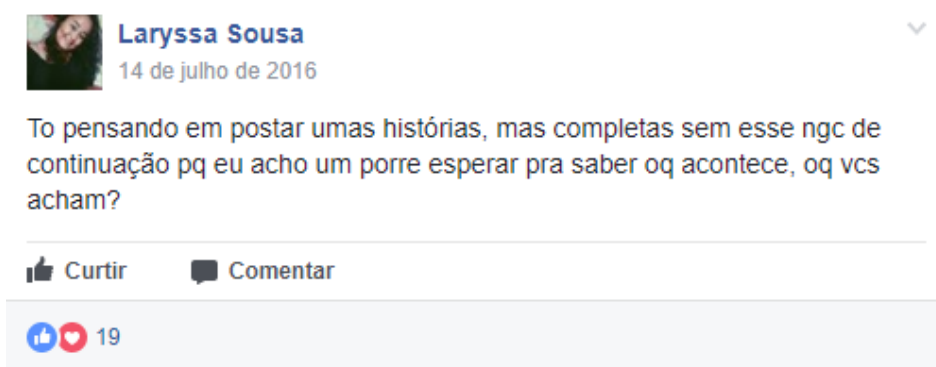 Laryssa Sousa
14 de julho de 2016
To pensando em postar umas histórias, mas completas sem esse ngc de
continuação pq eu acho um porre esperar pra saber oq acontece, oq vcs
acham?
Curtir Comentar
19